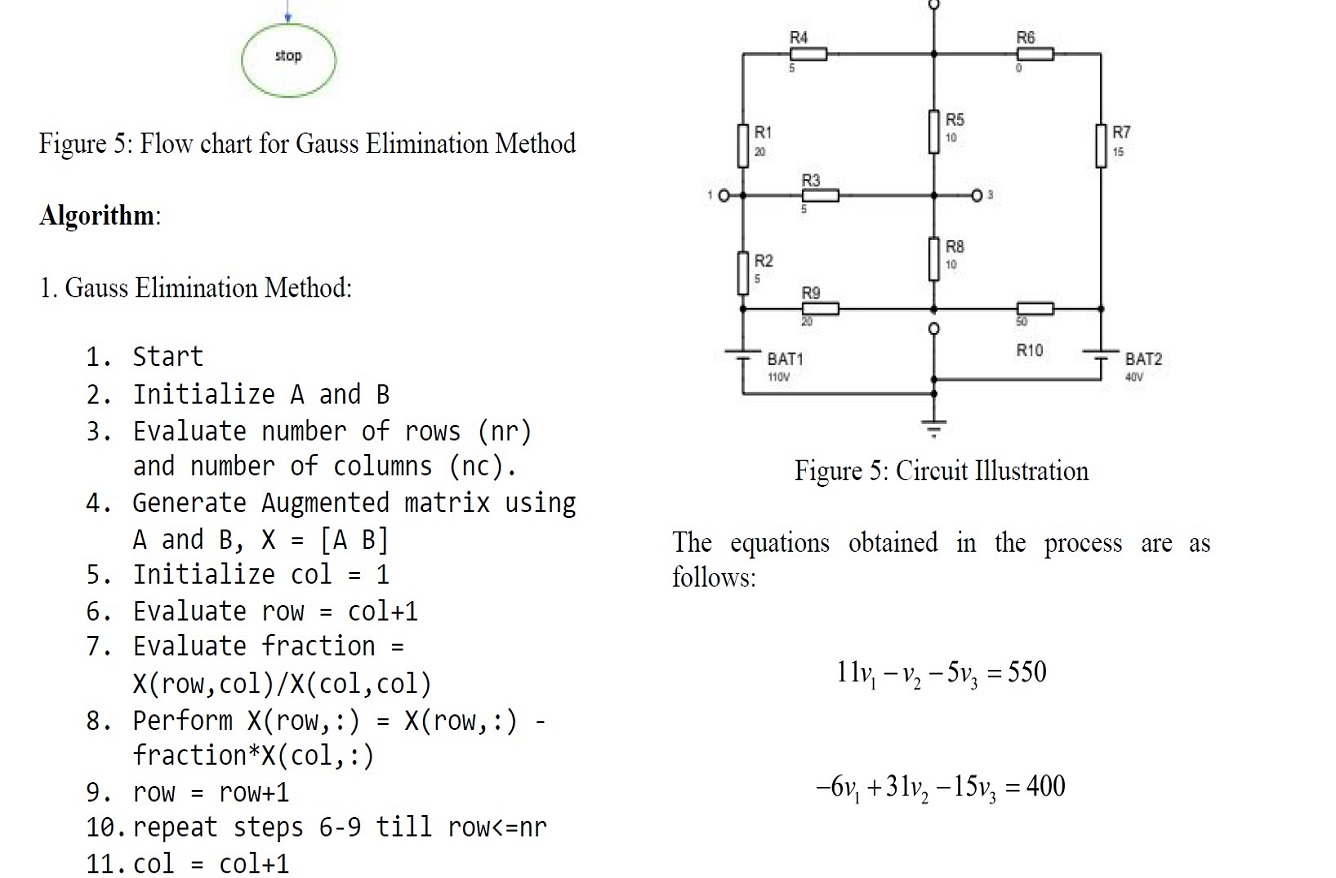 stop
Figure 5: Flow chart for Gauss Elimination Method
Algorithm:
1. Gauss Elimination Method:
1. Start
2. Initialize A and B
3. Evaluate number of rows (nr)
and number of columns (nc).
4. Generate Augmented matrix using
A and B, X = [A B]
5. Initialize col = 1
6. Evaluate row = col+1
7. Evaluate fraction =
X(row,col)/X(col,col)
8. Perform X(row,:) = X(row,:) -
fraction*X(col,:)
9. row = row+1
10. repeat steps 6-9 till row<=nr
11. col = col+1
R4
5
R6
0
R1
20
R5
10
R7
15
1
R3
5
3
R2
5
R8
10
R9
20
50
R10
BAT1
110V
BAT2
40V
Figure 5: Circuit Illustration
The equations obtained in the process are as
follows:
11v₁ − v₂ − 5v₃ = 550
−6v₁ + 31v₂ − 15v₃ = 400